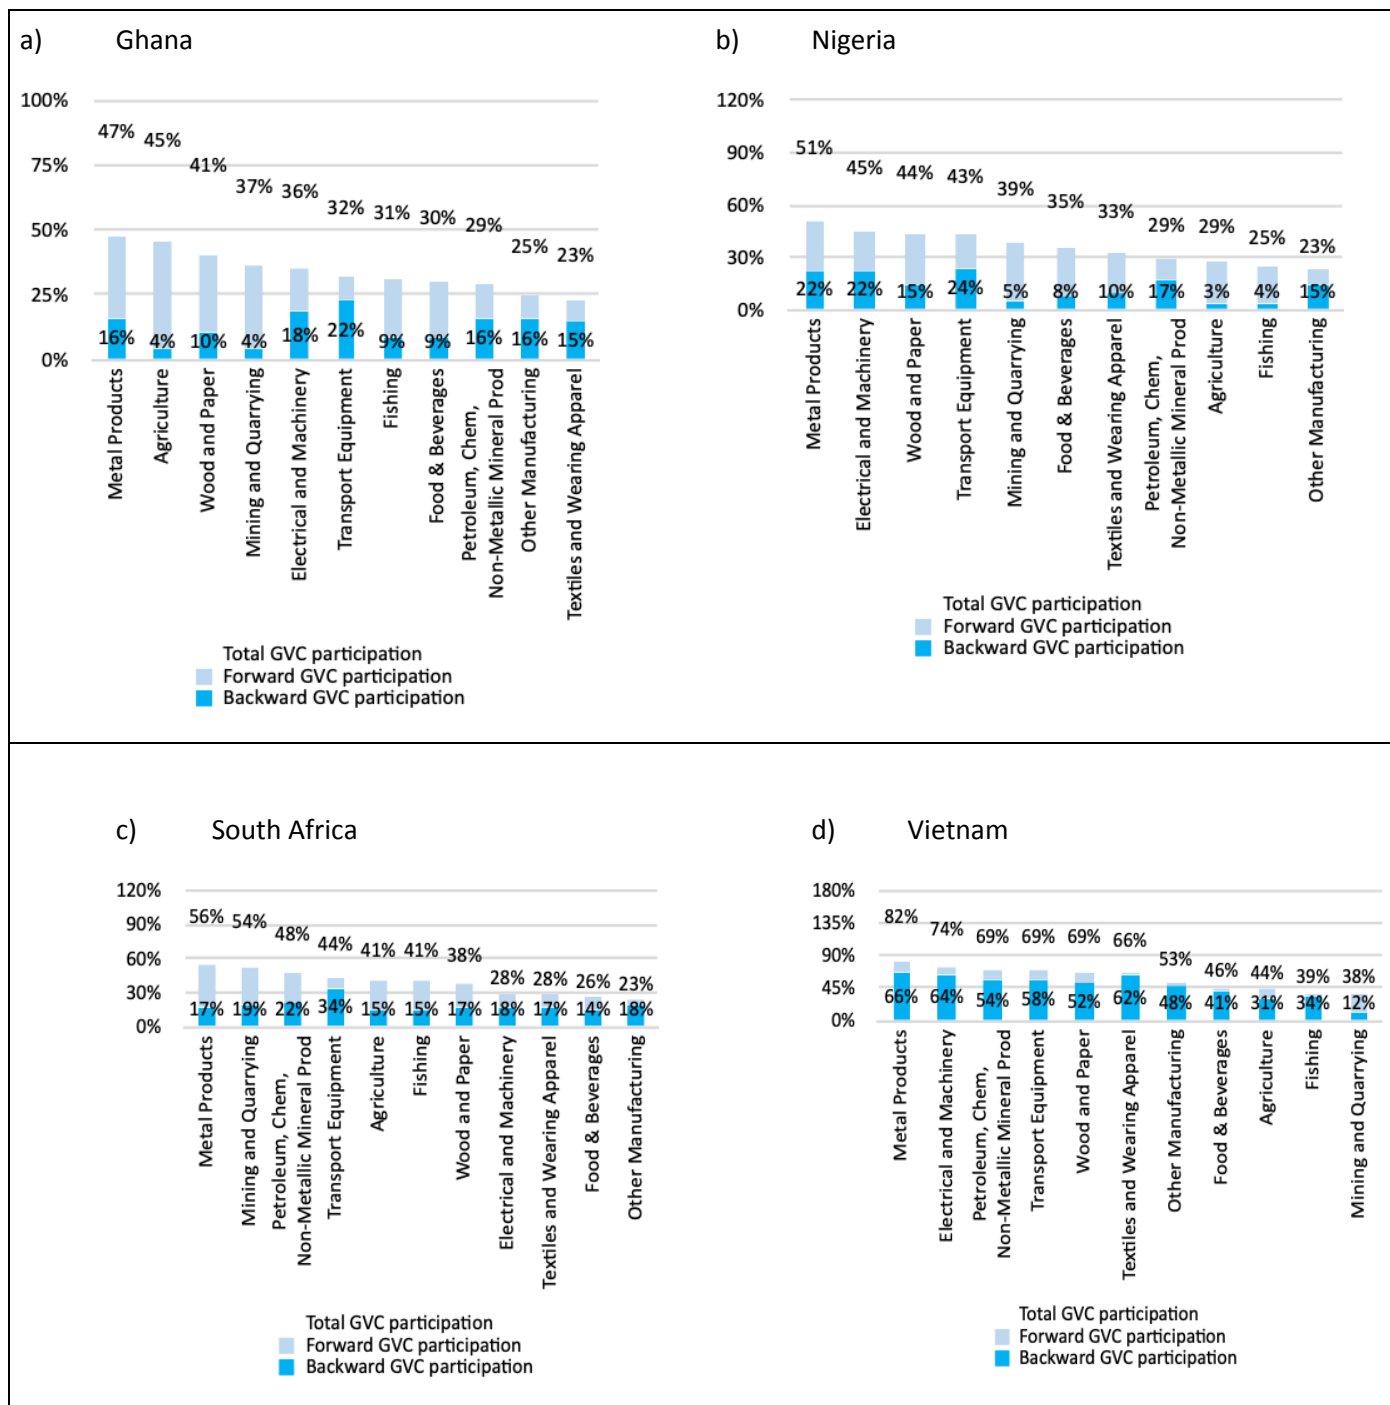 a) Ghana
100%
75%
50%
25%
0%
47% 45% 41% 37% 36% 32% 31% 30% 29% 25% 23%
16% 4% 10% 4% 18% 22% 9% 9% 16% 16% 15%
Metal Products
Agriculture
Wood and Paper
Mining and Quarrying
Electrical and Machinery
Transport Equipment
Fishing
Food & Beverages
Petroleum, Chem,
Non-Metallic Mineral Prod
Other Manufacturing
Textiles and Wearing Apparel
Total GVC participation
Forward GVC participation
Backward GVC participation
b) Nigeria
120%
90%
60%
30%
0%
51% 45% 44% 43% 39% 35% 33% 29% 29% 25% 23%
22% 22% 15% 24% 5% 8% 10% 17% 3% 4% 15%
Metal Products
Electrical and Machinery
Wood and Paper
Transport Equipment
Mining and Quarrying
Food & Beverages
Textiles and Wearing Apparel
Petroleum, Chem,
Non-Metallic Mineral Prod
Agriculture
Fishing
Other Manufacturing
Total GVC participation
Forward GVC participation
Backward GVC participation
c) South Africa
120%
90%
60%
30%
0%
56% 54% 48% 44% 41% 41% 38% 28% 28% 26% 23%
17% 19% 22% 34% 15% 15% 17% 18% 17% 14% 18%
Metal Products
Mining and Quarrying
Petroleum, Chem,
Non-Metallic Mineral Prod
Transport Equipment
Agriculture
Fishing
Wood and Paper
Electrical and Machinery
Textiles and Wearing Apparel
Food & Beverages
Other Manufacturing
Total GVC participation
Forward GVC participation
Backward GVC participation
d) Vietnam
180%
135%
90%
45%
0%
82% 74% 69% 69% 69% 66% 53% 46% 44% 39% 38%
66% 64% 54% 58% 52% 62% 48% 41% 31% 34% 12%
Metal Products
Electrical and Machinery
Petroleum, Chem,
Non-Metallic Mineral Prod
Transport Equipment
Wood and Paper
Textiles and Wearing Apparel
Other Manufacturing
Food & Beverages
Agriculture
Fishing
Mining and Quarrying
Total GVC participation
Forward GVC participation
Backward GVC participation